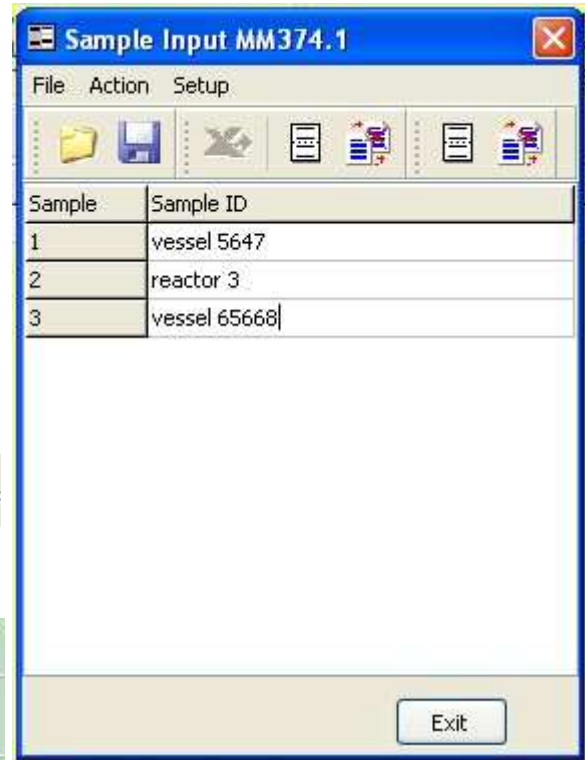 Sample Input MM374.1
File Action Setup
Sample Sample ID
1 vessel 5647
2 reactor 3
3 vessel 65668
Exit